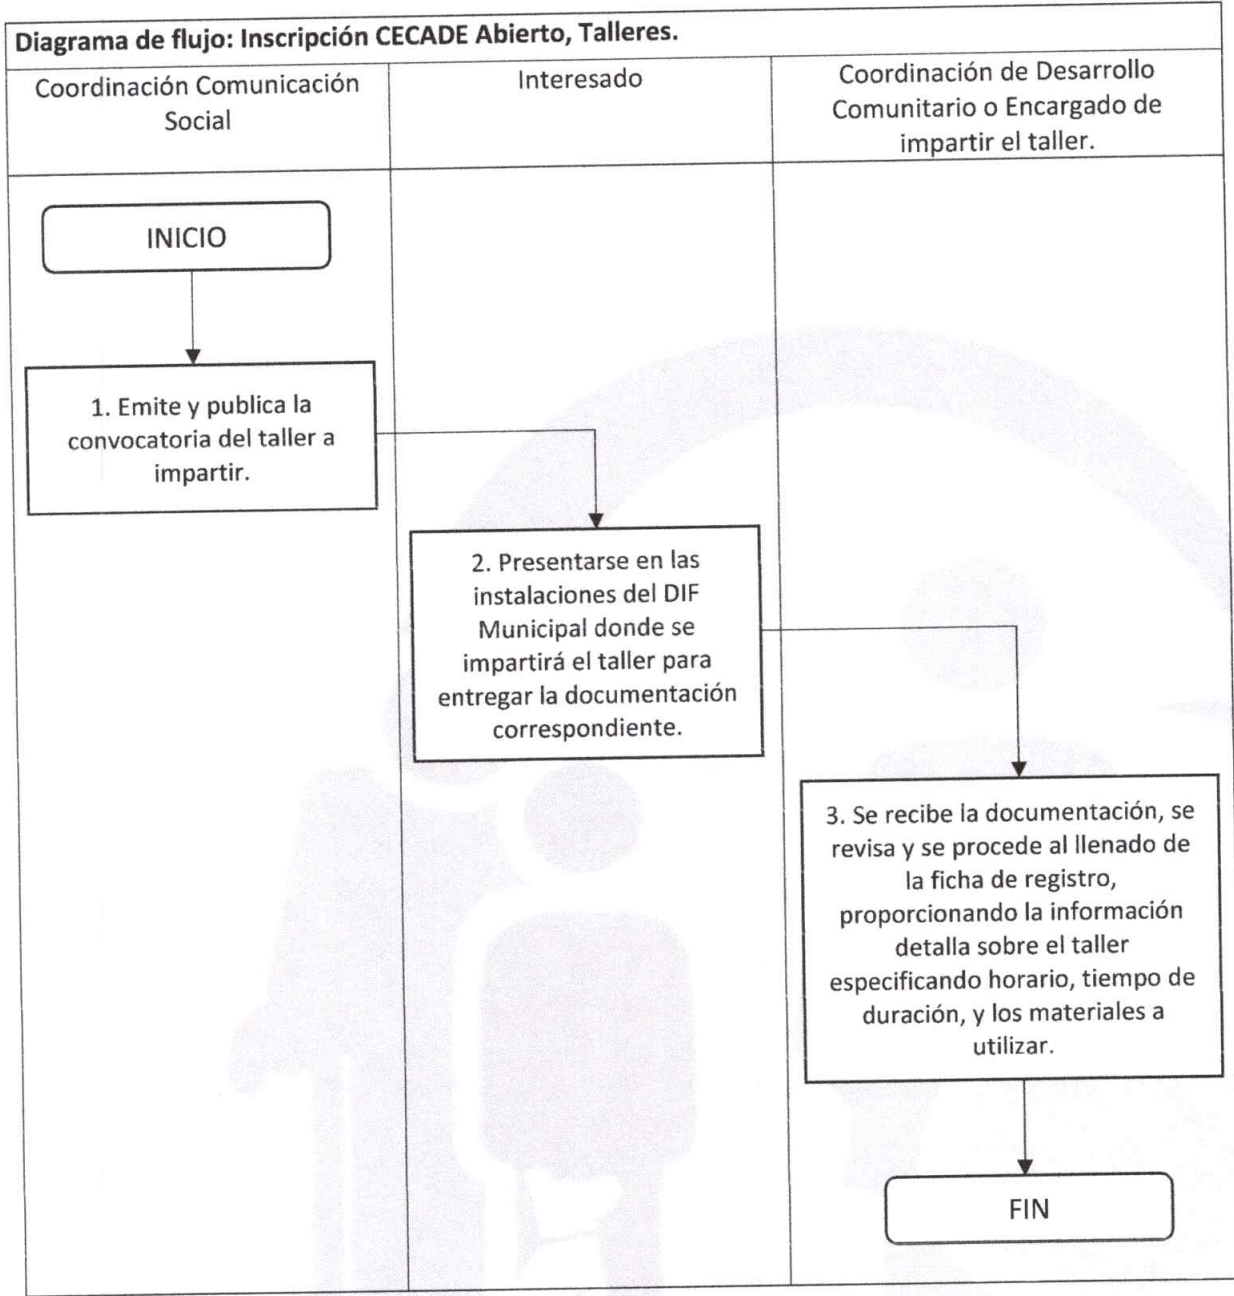 Diagrama de flujo: Inscripción CECADE Abierto, Talleres.
Coordinación Comunicación
Social
Interesado
Coordinación de Desarrollo
Comunitario o Encargado de
impartir el taller.
INICIO
1. Emite y publica la
convocatoria del taller a
impartir.
2. Presentarse en las
instalaciones del DIF
Municipal donde se
impartirá el taller para
entregar la documentación
correspondiente.
3. Se recibe la documentación, se
revisa y se procede al llenado de
la ficha de registro,
proporcionando la información
detalla sobre el taller
especificando horario, tiempo de
duración, y los materiales a
utilizar.
FIN